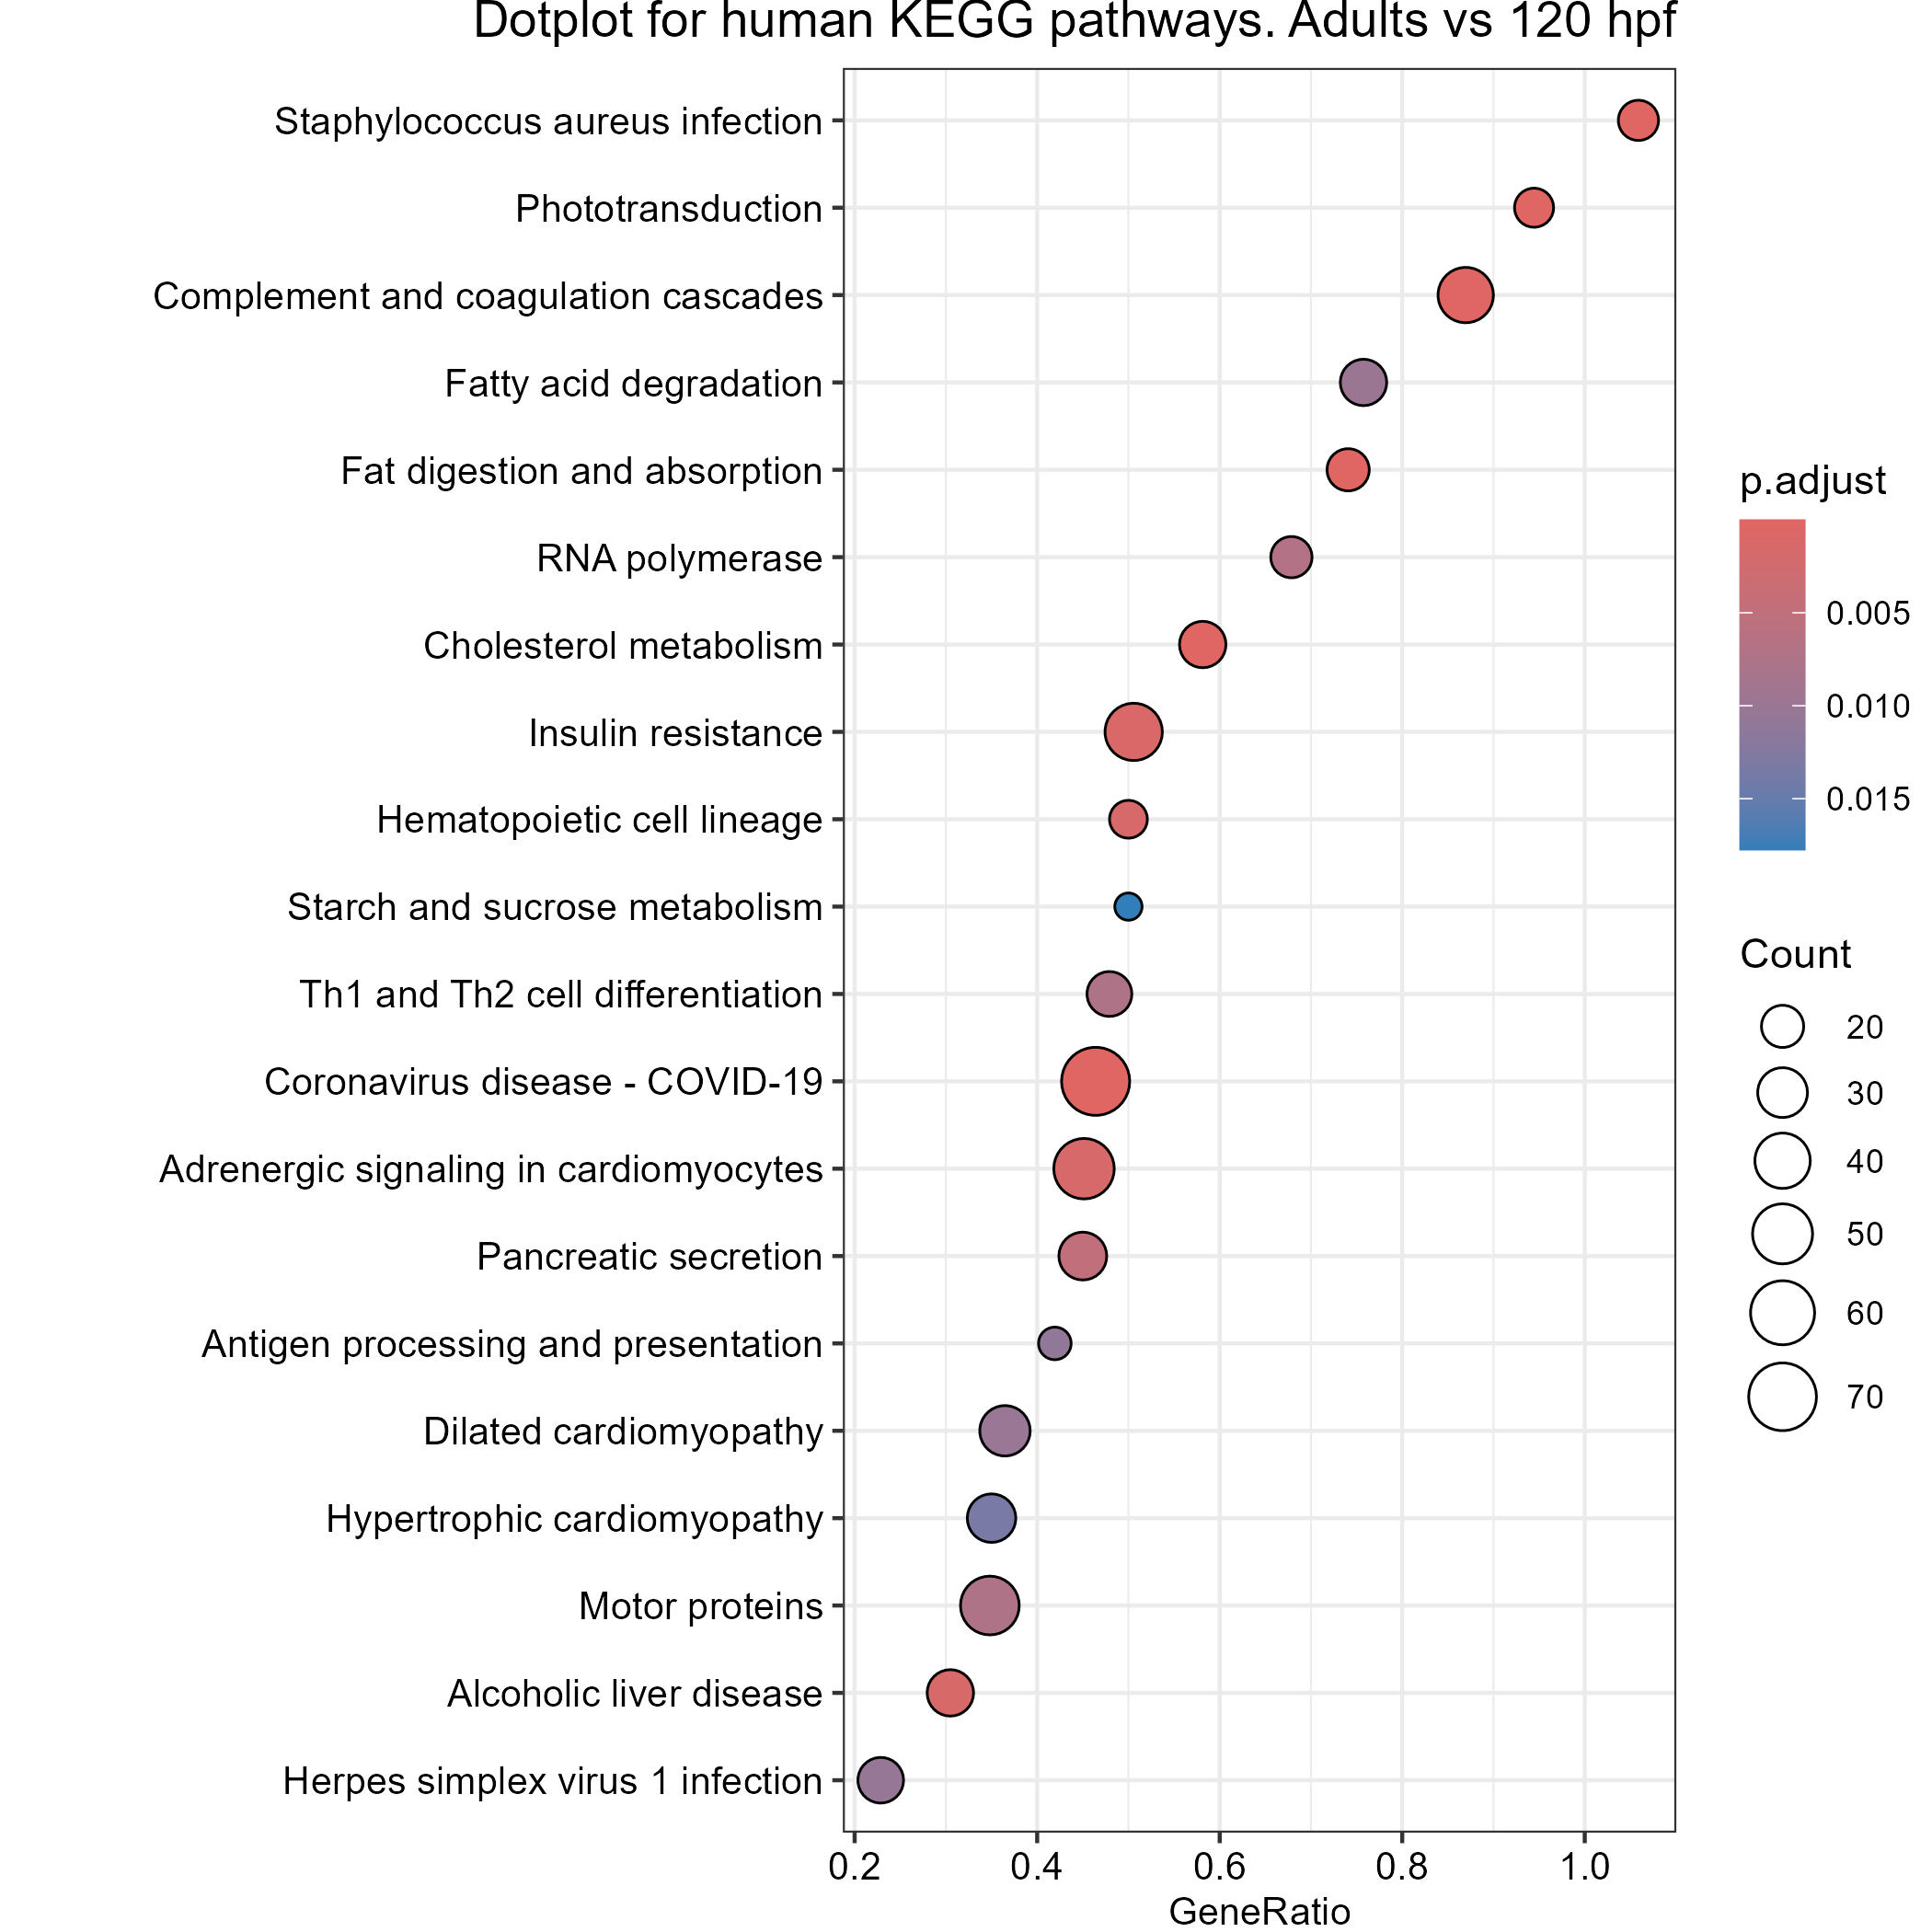 Dotplot for human KEGG pathways. Adults vs 120 hpf
Staphylococcus aureus infection
Phototransduction
Complement and coagulation cascades
Fatty acid degradation
Fat digestion and absorption
RNA polymerase
Cholesterol metabolism
Insulin resistance
Hematopoietic cell lineage
Starch and sucrose metabolism
Th1 and Th2 cell differentiation
Coronavirus disease - COVID-19
Adrenergic signaling in cardiomyocytes
Pancreatic secretion
Antigen processing and presentation
Dilated cardiomyopathy
Hypertrophic cardiomyopathy
Motor proteins
Alcoholic liver disease
Herpes simplex virus 1 infection
0.2 0.4 0.6 0.8 1.0
GeneRatio
p.adjust
0.005
0.010
0.015
Count
20
30
40
50
60
70